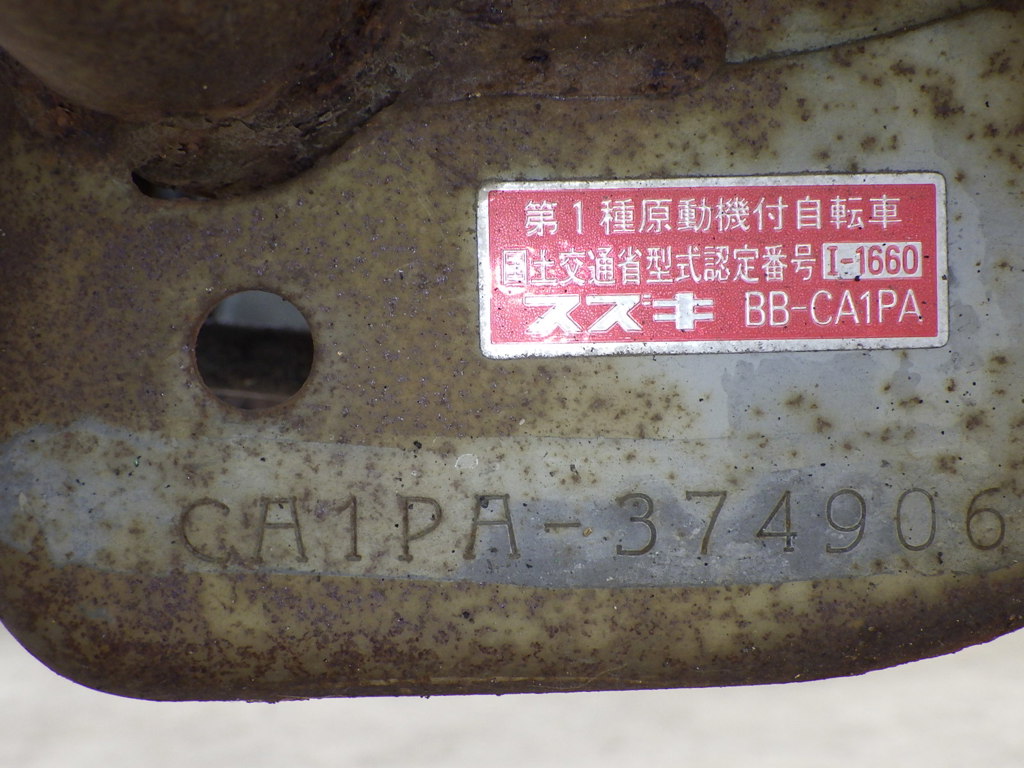 第1種原動機付自転車
国土交通省型式認定番号 I-1660
スズキ BB-CA1PA
CA1PA-374906